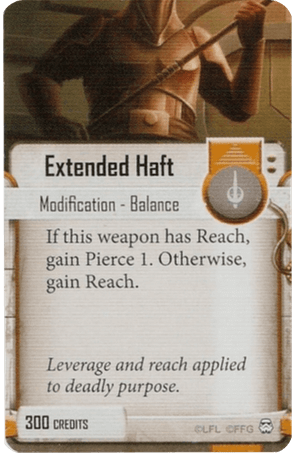 Extended Haft
Modification - Balance
If this weapon has Reach,
gain Pierce 1. Otherwise,
gain Reach.
Leverage and reach applied
to deadly purpose.
300 CREDITS
©LFL ©FFG